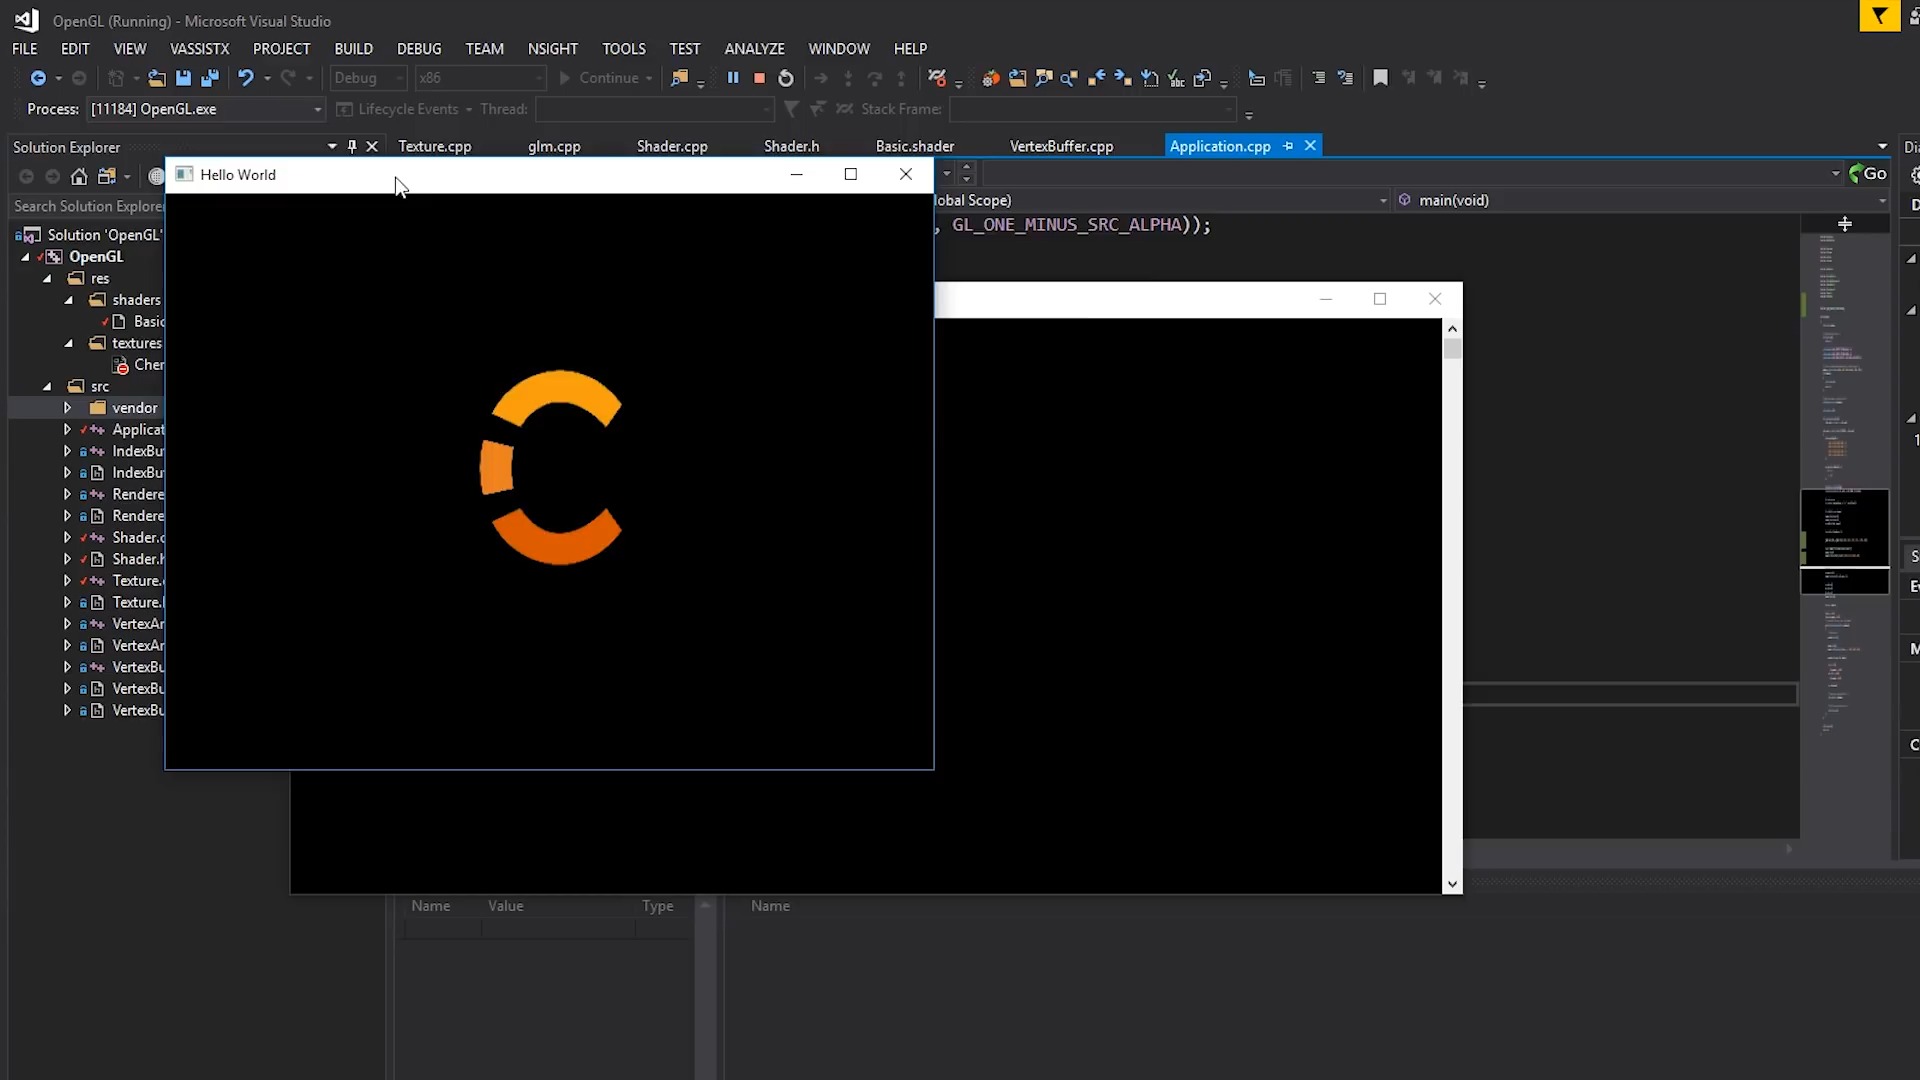 OpenGL (Running) - Microsoft Visual Studio
FILE EDIT VIEW VASSISTX PROJECT BUILD DEBUG TEAM NSIGHT TOOLS TEST ANALYZE WINDOW HELP
Debug x86 Continue
Process: [11184] OpenGL.exe Lifecycle Events Thread: Stack Frame:
Solution Explorer Texture.cpp glm.cpp Shader.cpp Shader.h Basic.shader VertexBuffer.cpp Application.cpp
Hello World
Go
Search Solution Explorer
lobal Scope) main(void)
, GL_ONE_MINUS_SRC_ALPHA));
Solution 'OpenGL'
OpenGL
res
shaders
Basic
textures
Cher
src
vendor
Applicat
IndexBu
IndexBu
Rendere
Rendere
Shader.c
Shader.h
Texture.
Texture.
VertexAr
VertexAr
VertexBu
VertexBu
VertexBu
Name Value Type Name